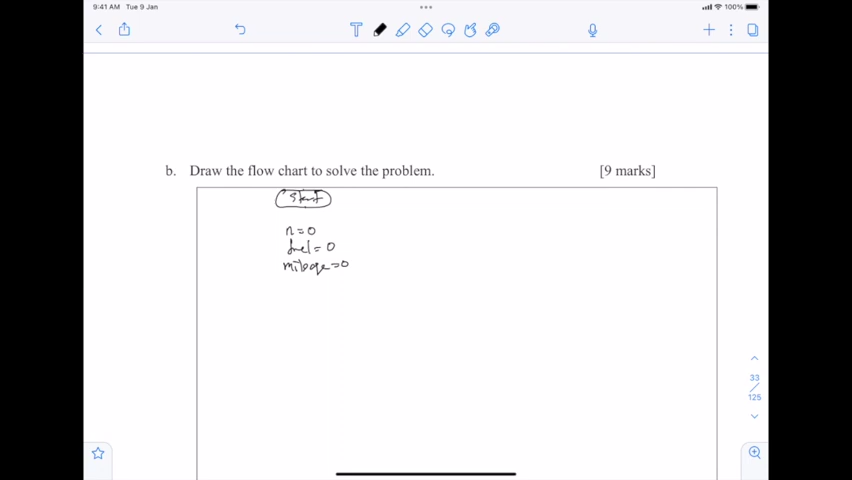 9:41 AM Tue 9 Jan
100%
b. Draw the flow chart to solve the problem. [9 marks]
Start
n=0
fuel=0
mileage=0
33
125